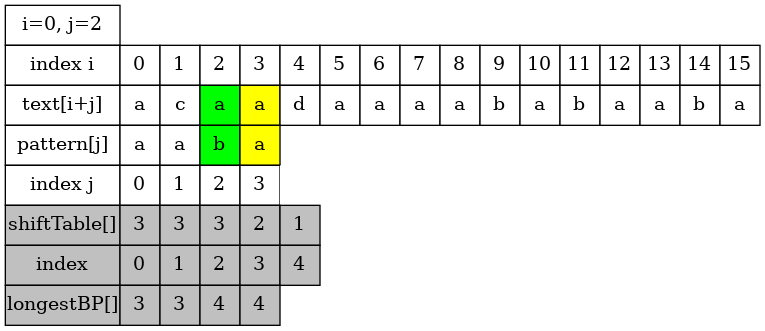 i=0, j=2
index i 0 1 2 3 4 5 6 7 8 9 10 11 12 13 14 15
text[i+j] a c a a d a a a a b a b a a b a
pattern[j] a a b a
index j 0 1 2 3
shiftTable[] 3 3 3 2 1
index 0 1 2 3 4
longestBP[] 3 3 4 4